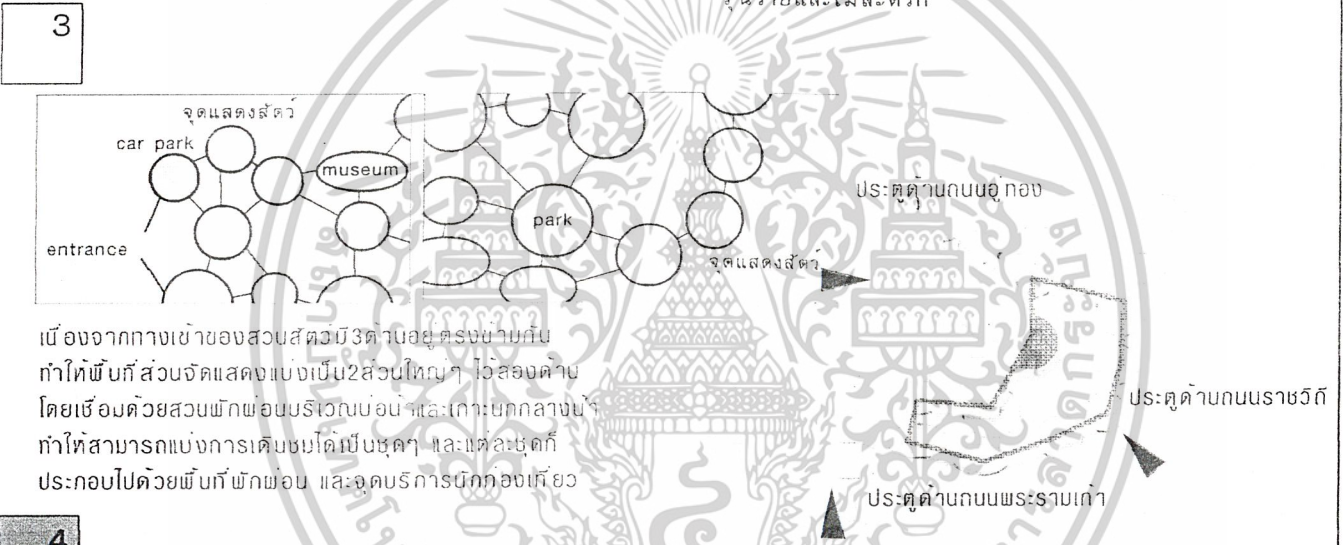 3
จุดแสดงสัตว์
car park
museum
entrance
park
จุดแสดงสัตว์
ประตูด้านถนนอู่ทอง
ประตูด้านถนนราชวิถี
ประตูด้านถนนพระรามเก้า
เนื่องจากทางเข้าของสวนสัตว์มี3ด้านอยู่ตรงข้ามกัน
ทำให้พื้นที่ส่วนจัดแสดงแบ่งเป็น2ส่วนใหญ่ๆ ไว้สองด้าน
โดยเชื่อมด้วยสวนพักผ่อนบริเวณบ่อน้ำและเกาะนกกลางน้ำ
ทำให้สามารถแบ่งการเดินชมได้เป็นชุดๆ และแต่ละชุดก็
ประกอบไปด้วยพื้นที่พักผ่อน และจุดบริการนักท่องเที่ยว
4